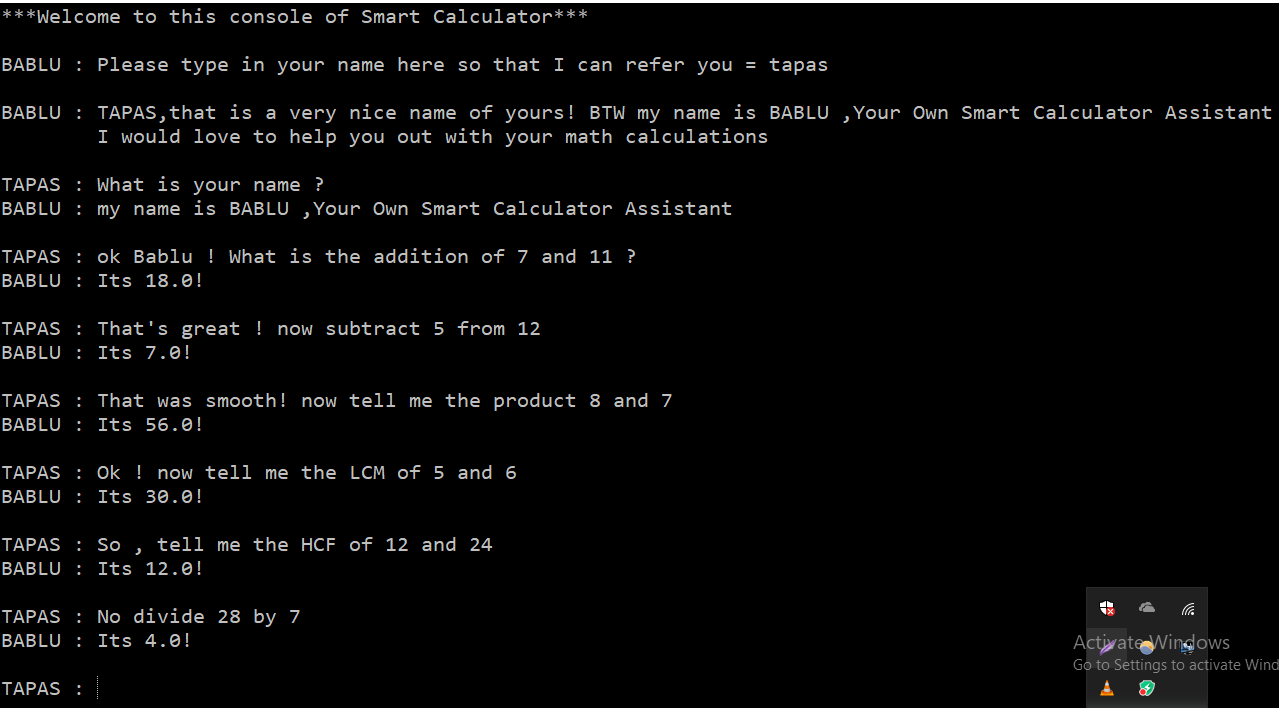 ***Welcome to this console of Smart Calculator***
BABLU : Please type in your name here so that I can refer you = tapas
BABLU : TAPAS,that is a very nice name of yours! BTW my name is BABLU ,Your Own Smart Calculator Assistant
I would love to help you out with your math calculations
TAPAS : What is your name ?
BABLU : my name is BABLU ,Your Own Smart Calculator Assistant
TAPAS : ok Bablu ! What is the addition of 7 and 11 ?
BABLU : Its 18.0!
TAPAS : That's great ! now subtract 5 from 12
BABLU : Its 7.0!
TAPAS : That was smooth! now tell me the product 8 and 7
BABLU : Its 56.0!
TAPAS : Ok ! now tell me the LCM of 5 and 6
BABLU : Its 30.0!
TAPAS : So , tell me the HCF of 12 and 24
BABLU : Its 12.0!
TAPAS : No divide 28 by 7
BABLU : Its 4.0!
TAPAS :
Activate Windows
Go to Settings to activate Wind